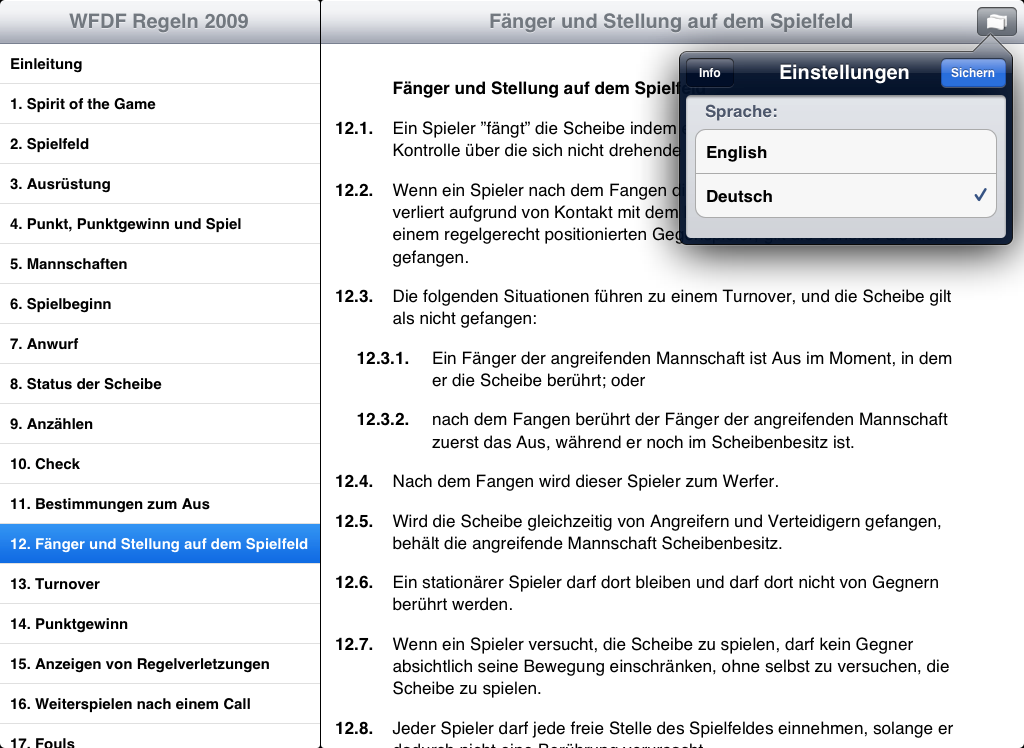 WFDF Regeln 2009
Einleitung
1. Spirit of the Game
2. Spielfeld
3. Ausrüstung
4. Punkt, Punktgewinn und Spiel
5. Mannschaften
6. Spielbeginn
7. Anwurf
8. Status der Scheibe
9. Anzählen
10. Check
11. Bestimmungen zum Aus
12. Fänger und Stellung auf dem Spielfeld
13. Turnover
14. Punktgewinn
15. Anzeigen von Regelverletzungen
16. Weiterspielen nach einem Call
17. Fouls
Fänger und Stellung auf dem Spielfeld
Info
Einstellungen
Sichern
Sprache:
English
Deutsch
Fänger und Stellung auf dem Spielfeld
12.1. Ein Spieler ”fängt” die Scheibe indem
Kontrolle über die sich nicht drehende
12.2. Wenn ein Spieler nach dem Fangen
verliert aufgrund von Kontakt mit dem
einem regelgerecht positionierten
gefangen.
12.3. Die folgenden Situationen führen zu einem Turnover, und die Scheibe gilt
als nicht gefangen:
12.3.1. Ein Fänger der angreifenden Mannschaft ist Aus im Moment, in dem
er die Scheibe berührt; oder
12.3.2. nach dem Fangen berührt der Fänger der angreifenden Mannschaft
zuerst das Aus, während er noch im Scheibenbesitz ist.
12.4. Nach dem Fangen wird dieser Spieler zum Werfer.
12.5. Wird die Scheibe gleichzeitig von Angreifern und Verteidigern gefangen,
behält die angreifende Mannschaft Scheibenbesitz.
12.6. Ein stationärer Spieler darf dort bleiben und darf dort nicht von Gegnern
berührt werden.
12.7. Wenn ein Spieler versucht, die Scheibe zu spielen, darf kein Gegner
absichtlich seine Bewegung einschränken, ohne selbst zu versuchen, die
Scheibe zu spielen.
12.8. Jeder Spieler darf jede freie Stelle des Spielfeldes einnehmen, solange er
dadurch nicht eine Berührung verursacht.